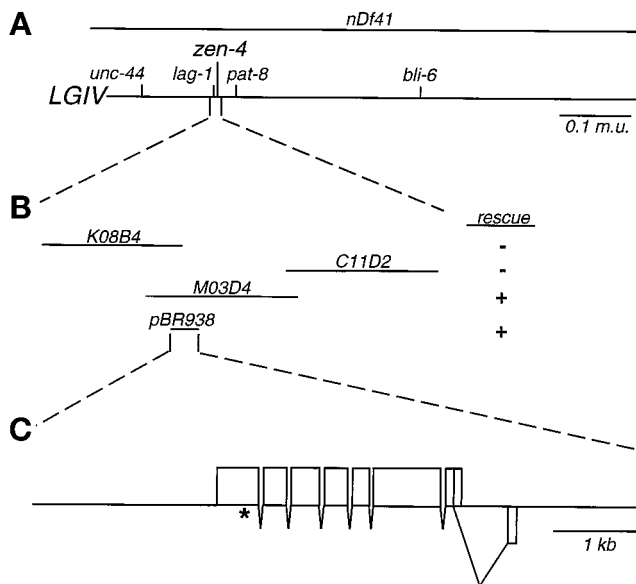 A
nDf41
zen-4
unc-44 lag-1 pat-8 bli-6
LGIV
0.1 m.u.
B
rescue
K08B4
-
C11D2
-
M03D4
+
pBR938
+
C
*
1 kb